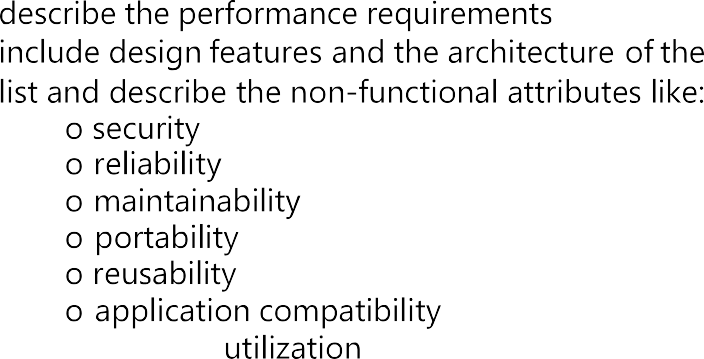 describe the performance requirements
include design features and the architecture of the
list and describe the non-functional attributes like:
o security
o reliability
o maintainability
o portability
o reusability
o application compatibility
utilization